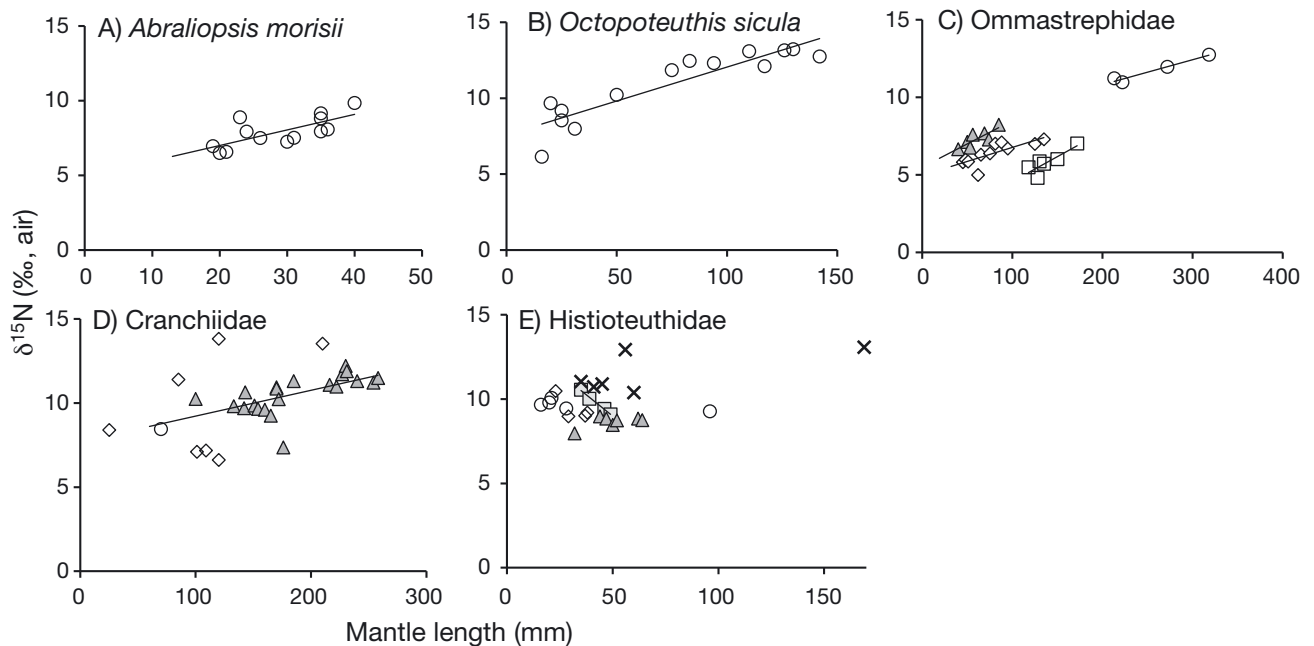 A) Abraliopsis morisii
B) Octopoteuthis sicula
C) Ommastrephidae
15
10
5
0
0 10 20 30 40 50
15
10
5
0
0 50 100 150
15
10
5
0
0 100 200 300 400
D) Cranchiidae
E) Histioteuthidae
15
10
5
0
0 100 200 300
15
10
5
0
0 50 100 150
δ¹⁵N (‰, air)
Mantle length (mm)